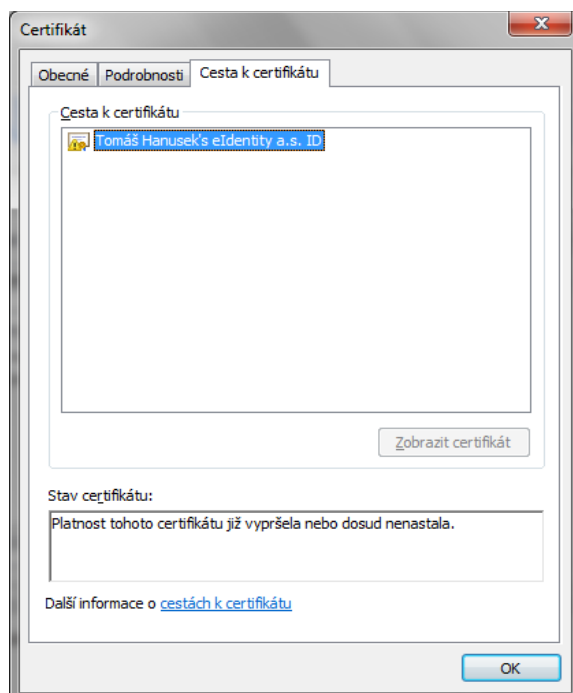 Certifikát
Obecné Podrobnosti Cesta k certifikátu
Cesta k certifikátu
Tomáš Hanusek's eIdentity a.s. ID
Zobrazit certifikát
Stav certifikátu:
Platnost tohoto certifikátu již vypršela nebo dosud nenastala.
Další informace o cestách k certifikátu
OK